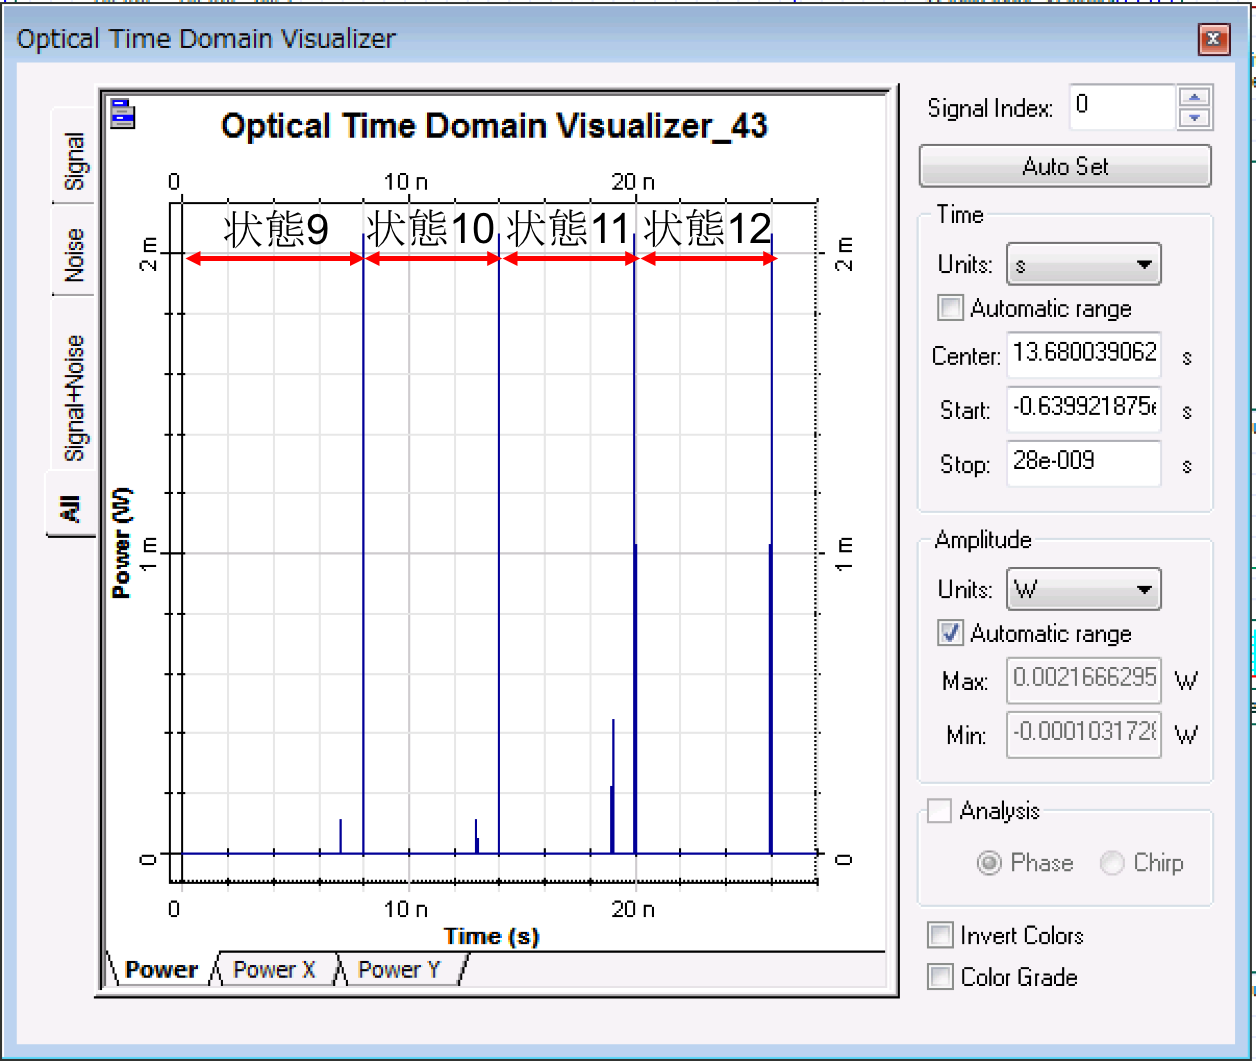 Optical Time Domain Visualizer
Signal
Noise
Signal+Noise
All
Optical Time Domain Visualizer_43
0
10 n
20 n
状態9
状態10
状態11
状態12
2 m
1 m
0
Power (W)
2 m
1 m
0
0
10 n
20 n
Time (s)
Power
Power X
Power Y
Signal Index: 0
Auto Set
Time
Units: s
Automatic range
Center: 13.680039062 s
Start: -0.639921875e s
Stop: 28e-009 s
Amplitude
Units: W
Automatic range
Max: 0.0021666295 W
Min: -0.000103172 W
Analysis
Phase
Chirp
Invert Colors
Color Grade